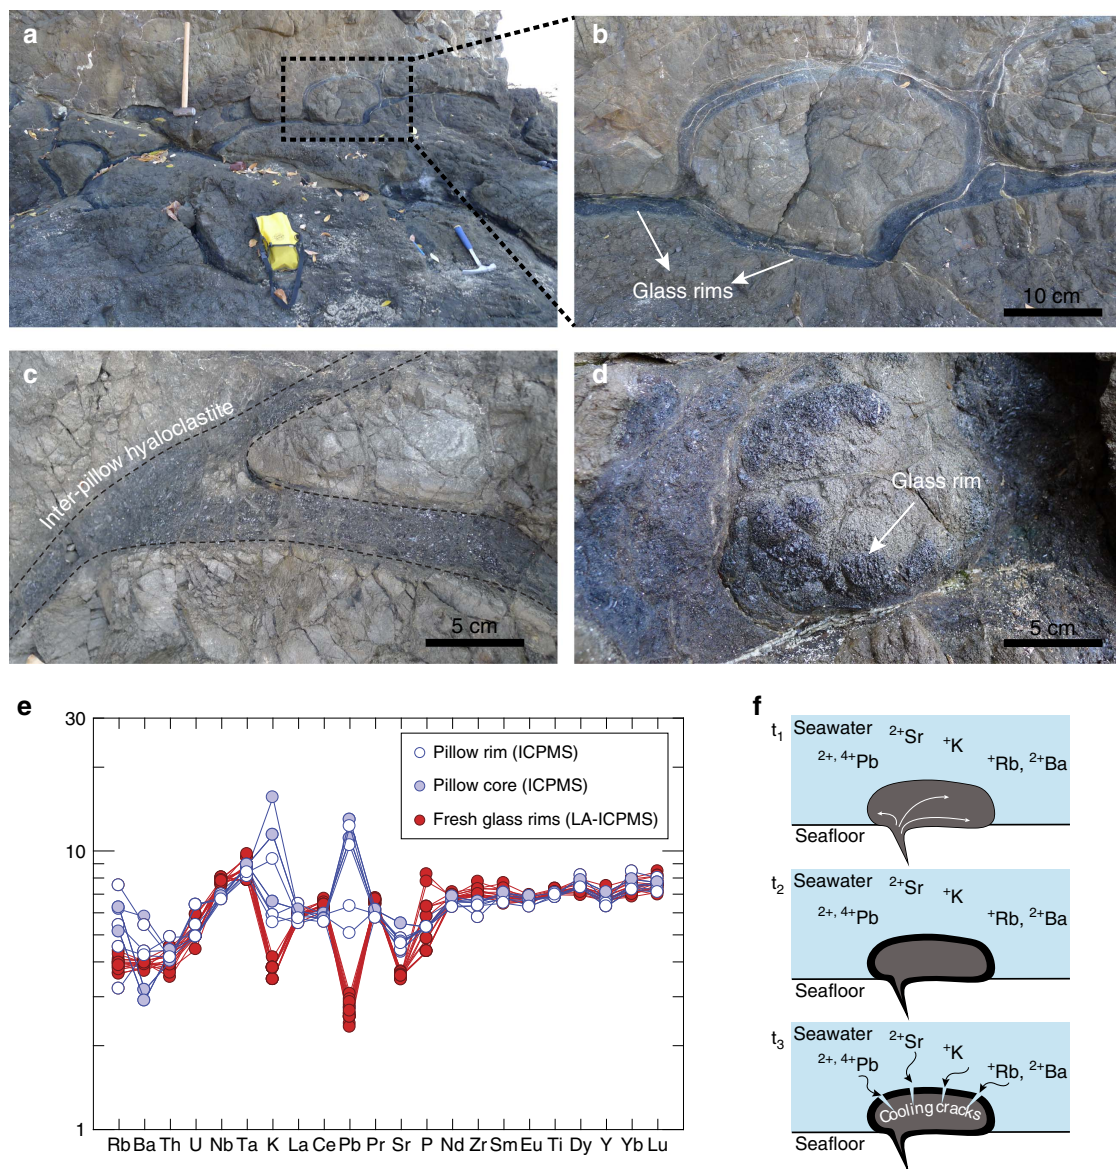 a
b
Glass rims
10 cm
c
Inter-pillow hyaloclastite
5 cm
d
Glass rim
5 cm
e
30
10
1
Pillow rim (ICPMS)
Pillow core (ICPMS)
Fresh glass rims (LA-ICPMS)
Rb Ba Th U Nb Ta K La Ce Pb Pr Sr P Nd Zr Sm Eu Ti Dy Y Yb Lu
f
t1 Seawater 2+Sr +K
2+, 4+Pb +Rb, 2+Ba
Seafloor
t2 Seawater 2+Sr +K
2+, 4+Pb +Rb, 2+Ba
Seafloor
t3 Seawater 2+Sr +K
2+, 4+Pb +Rb, 2+Ba
Cooling cracks
Seafloor